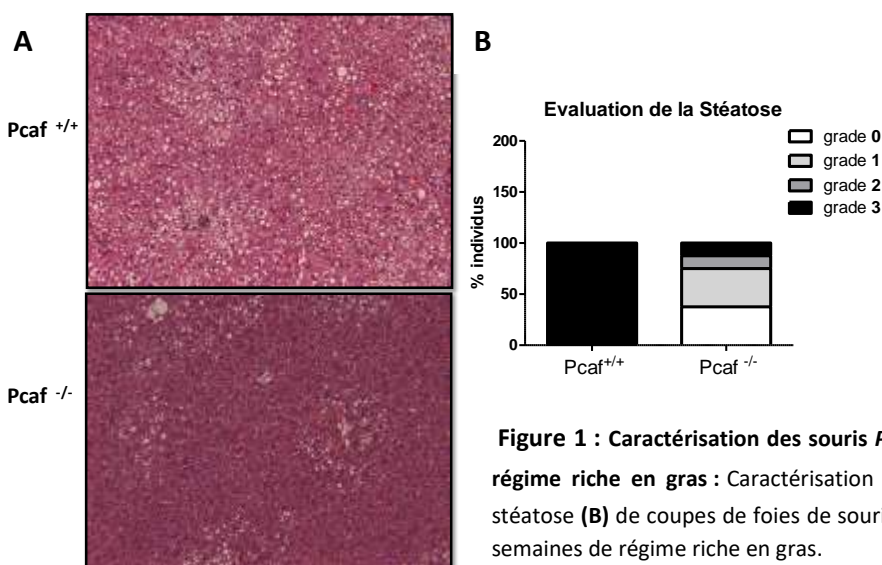 A
B
Pcaf +/+
Evaluation de la Stéatose
200
150
100
50
0
% individus
grade 0
grade 1
grade 2
grade 3
Pcaf+/+
Pcaf -/-
Pcaf -/-
Figure 1 : Caractérisation des souris
régime riche en gras : Caractérisation
stéatose (B) de coupes de foies de souri
semaines de régime riche en gras.